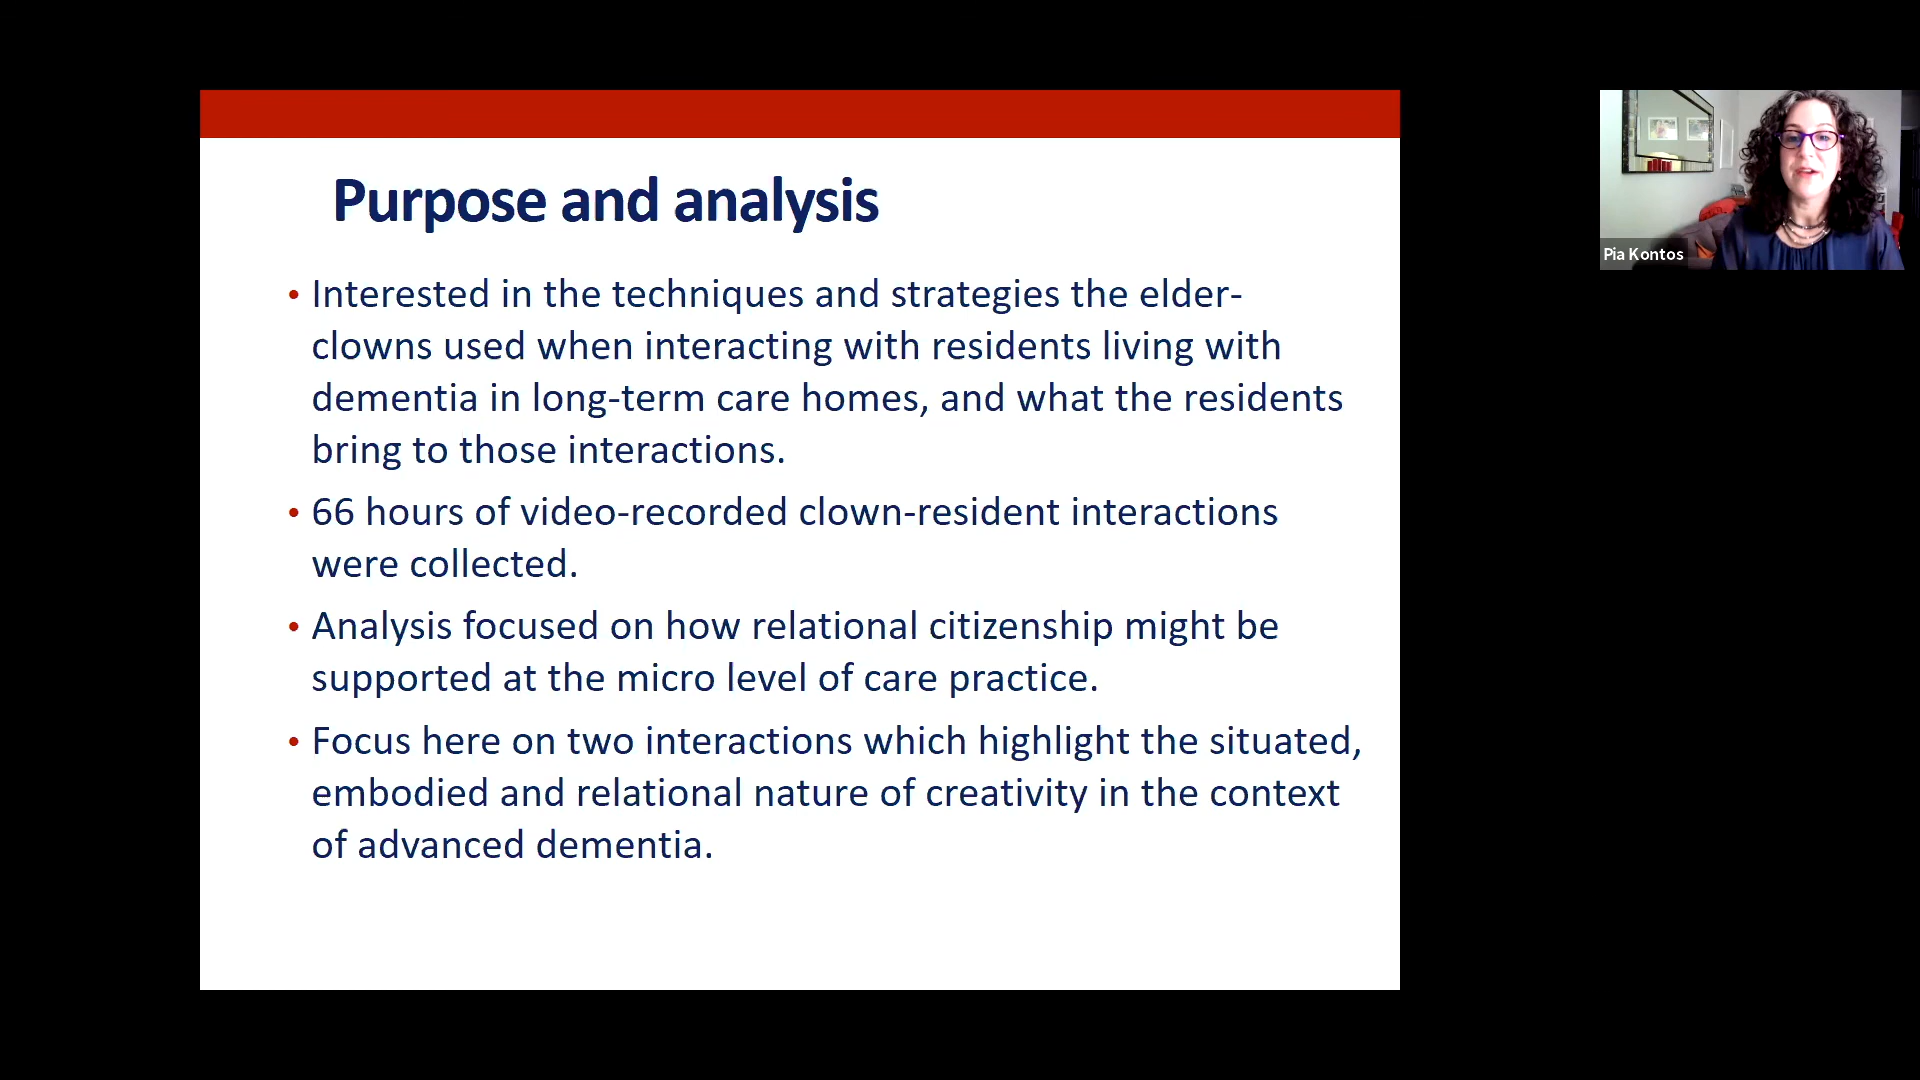 Purpose and analysis
• Interested in the techniques and strategies the elder-
clowns used when interacting with residents living with
dementia in long-term care homes, and what the residents
bring to those interactions.
• 66 hours of video-recorded clown-resident interactions
were collected.
• Analysis focused on how relational citizenship might be
supported at the micro level of care practice.
• Focus here on two interactions which highlight the situated,
embodied and relational nature of creativity in the context
of advanced dementia.
Pia Kontos